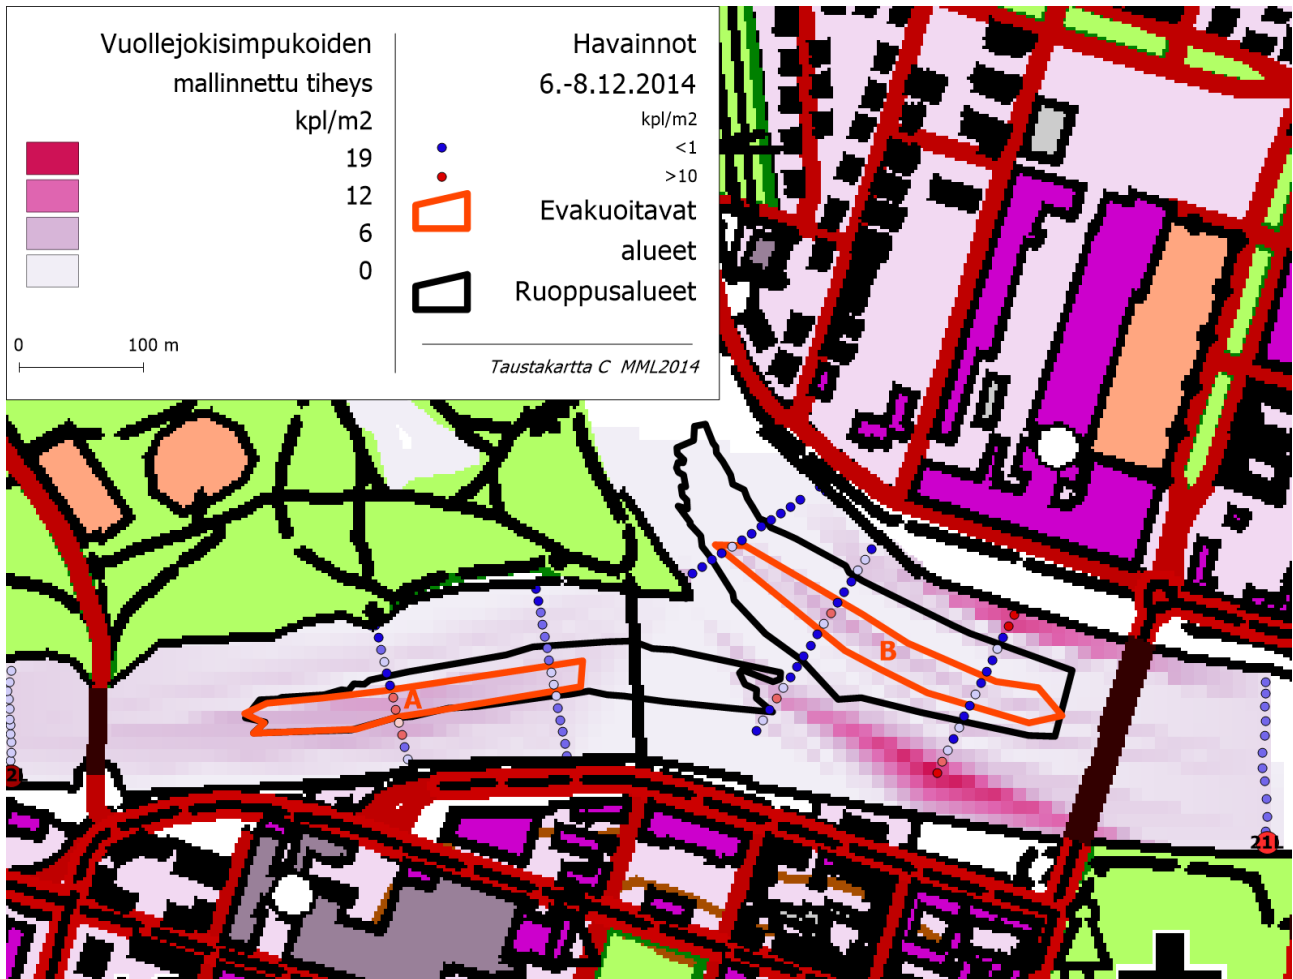 Vuollejokisimpukoiden
mallinnettu tiheys
kpl/m2
19
12
6
0
0 100 m
Havainnot
6.-8.12.2014
kpl/m2
<1
>10
Evakuoitavat
alueet
Ruoppusalueet
Taustakartta C MML2014
A
B
2
211